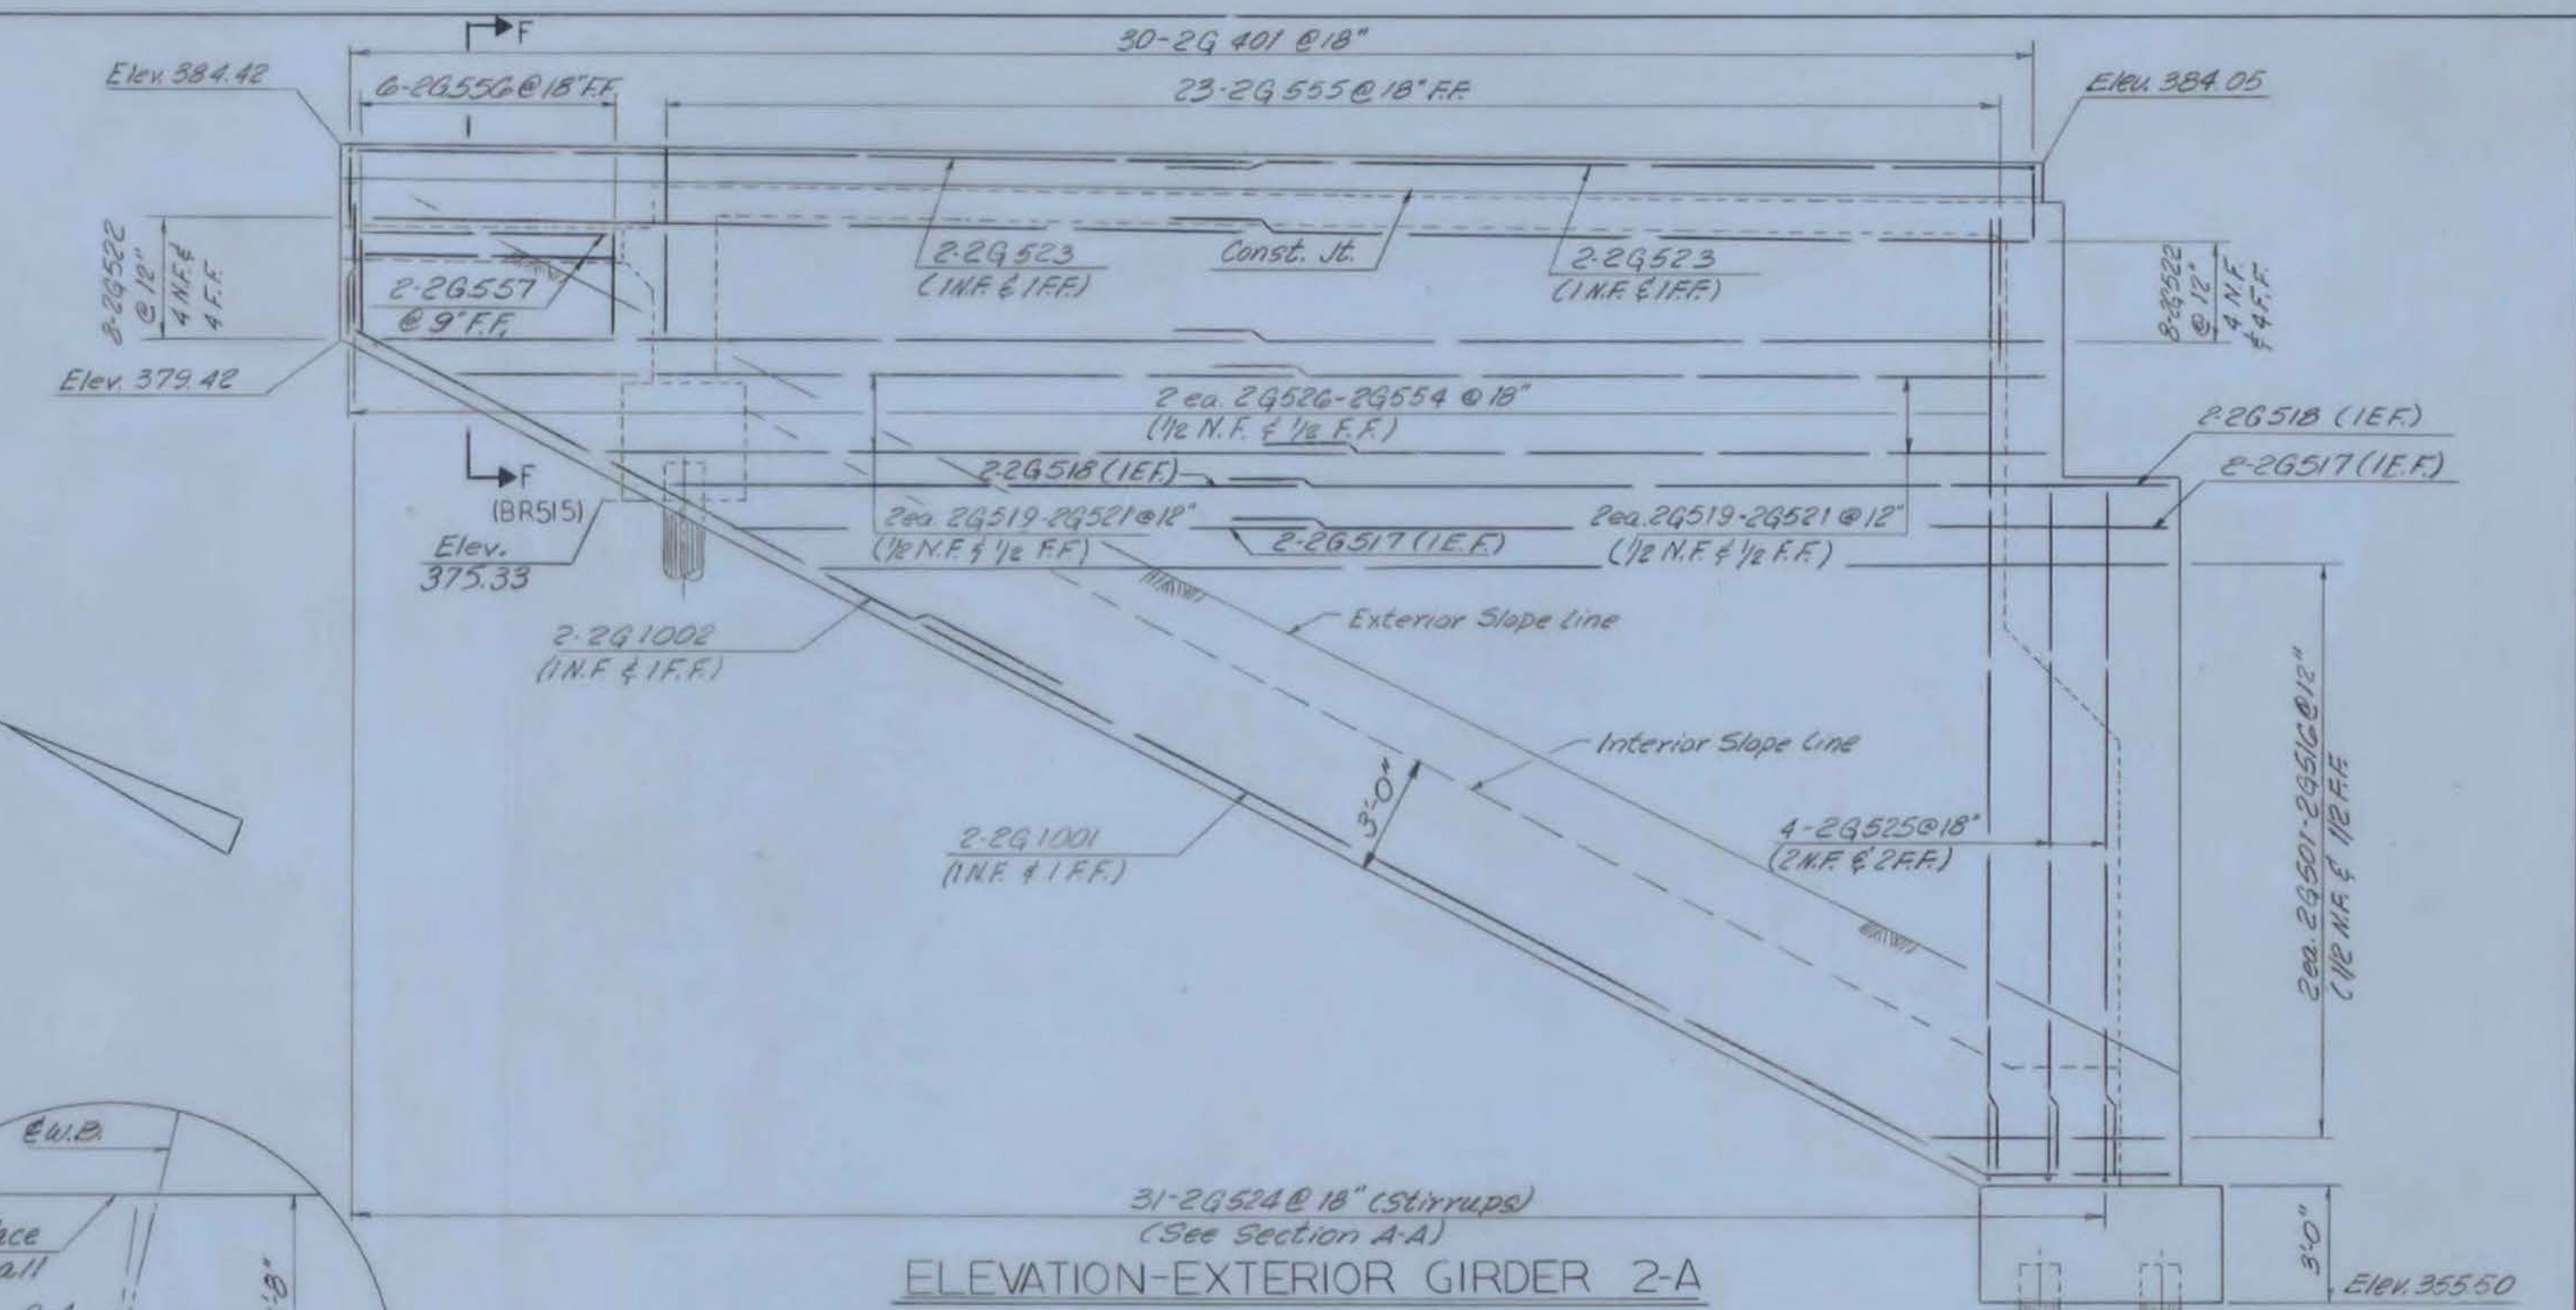 F
30-2G 401 @ 18"
Elev. 384.42
6-2G556 @ 18" F.F.
23-2G 555 @ 18" F.F.
Elev. 384.05
8-2G522
@ 12"
4 N.F. &
4 F.F.
2-2G557
@ 9" F.F.
2-2G523
(1 N.F. & 1 F.F.)
Const. Jt.
2-2G523
(1 N.F. & 1 F.F.)
8-2G522
@ 12"
4 N.F.
& 4 F.F.
Elev. 379.42
2 ea. 2G526-2G554 @ 18"
(1/2 N.F. & 1/2 F.F.)
2-2G518 (1 E.F.)
2-2G517 (1 E.F.)
F
(BR515)
2-2G518 (1 E.F.)
Elev.
375.33
2 ea. 2G519-2G521 @ 12"
(1/2 N.F. & 1/2 F.F.)
2-2G517 (1 E.F.)
2 ea. 2G519-2G521 @ 12"
(1/2 N.F. & 1/2 F.F.)
2-2G1002
(1 N.F. & 1 F.F.)
Exterior Slope Line
Interior Slope Line
3'-0"
2-2G1001
(1 N.F. & 1 F.F.)
4-2G525 @ 18"
(2 N.F. & 2 F.F.)
2 ea. 2G501-2G516 @ 12"
(1/2 N.F. & 1/2 F.F.
℄ W.B.
31-2G524 @ 18" (Stirrups)
(See Section A-A)
ELEVATION-EXTERIOR GIRDER 2-A
3'-0"
Elev. 355.50